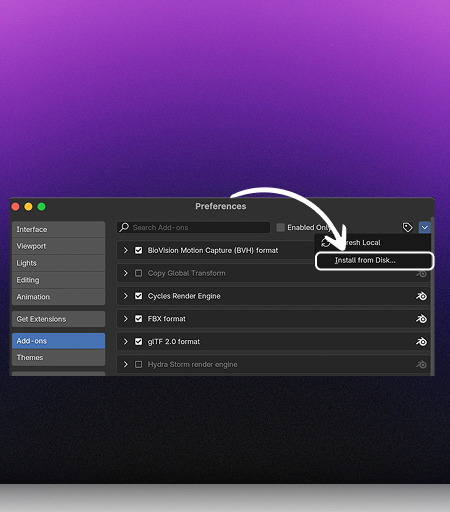 Preferences
Interface
Viewport
Lights
Editing
Animation
Get Extensions
Add-ons
Themes
Search Add-ons
Enabled Only
Refresh Local
Install from Disk...
BioVision Motion Capture (BVH) format
Copy Global Transform
Cycles Render Engine
FBX format
glTF 2.0 format
Hydra Storm render engine